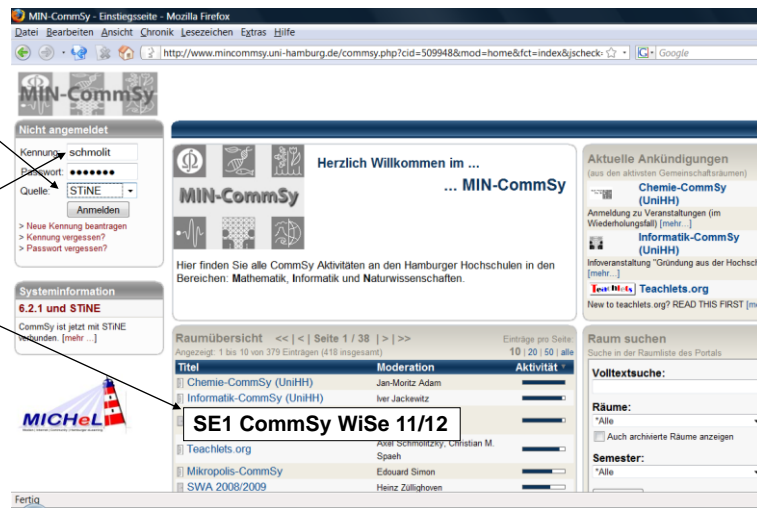 MIN-CommSy - Einstiegsseite - Mozilla Firefox
Datei Bearbeiten Ansicht Chronik Lesezeichen Extras Hilfe
http://www.mincommsy.uni-hamburg.de/commsy.php?cid=509948&mod=home&fct=index&jscheck:
Google
MIN-CommSy
Nicht angemeldet
Kennung: schmolit
Passwort: •••••••
Quelle: STiNE
Anmelden
> Neue Kennung beantragen
> Kennung vergessen?
> Passwort vergessen?
Systeminformation
6.2.1 und STiNE
CommSy ist jetzt mit STiNE
verbunden. [mehr ...]
MICHeL
MIN-CommSy
Herzlich Willkommen im ...
... MIN-CommSy
Hier finden Sie alle CommSy Aktivitäten an den Hamburger Hochschulen in den
Bereichen: Mathematik, Informatik und Naturwissenschaften.
Raumübersicht << | < | Seite 1 / 38 | > | >> Einträge pro Seite
Angezeigt: 1 bis 10 von 379 Einträgen (418 insgesamt) 10 | 20 | 50 | alle
Titel Moderation Aktivität
Chemie-CommSy (UniHH) Jan-Moritz Adam
Informatik-CommSy (UniHH) Iver Jackewitz
SE1 CommSy WiSe 11/12
Teachlets.org Axel Schmolitzky, Christian M.
Spaeh
Mikropolis-CommSy Edouard Simon
SWA 2008/2009 Heinz Züllighoven
Aktuelle Ankündigungen
(aus den aktivsten Gemeinschaftsräumen)
Chemie-CommSy
(UniHH)
Anmeldung zu Veranstaltungen (im
Wiederholungsfall) [mehr...]
Informatik-CommSy
(UniHH)
Infoveranstaltung "Gründung aus der Hochsch
[mehr...]
Teachlets Teachlets.org
New to teachlets.org? READ THIS FIRST [me
Raum suchen
Suche in der Raumliste des Portals
Volltextsuche:
Räume:
*Alle
Auch archivierte Räume anzeigen
Semester:
*Alle
Fertig